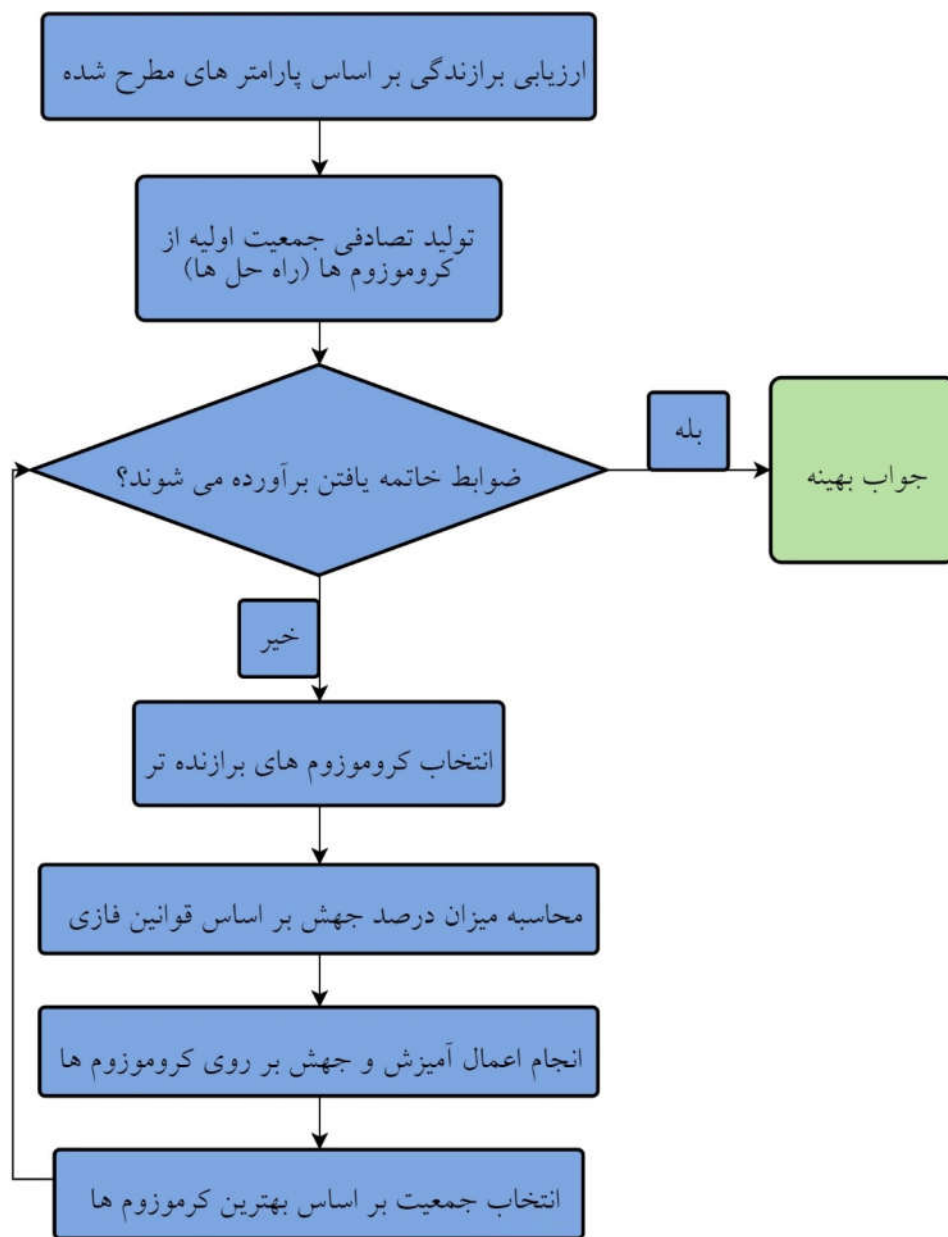 ارزیابی برازندگی بر اساس پارامتر های مطرح شده
تولید تصادفی جمعیت اولیه از
کروموزوم ها (راه حل ها)
ضوابط خاتمه یافتن برآورده می شوند؟
بله
جواب بهینه
خیر
انتخاب کروموزوم های برازنده تر
محاسبه میزان درصد جهش بر اساس قوانین فازی
انجام اعمال آمیزش و جهش بر روی کروموزوم ها
انتخاب جمعیت بر اساس بهترین کرموزوم ها